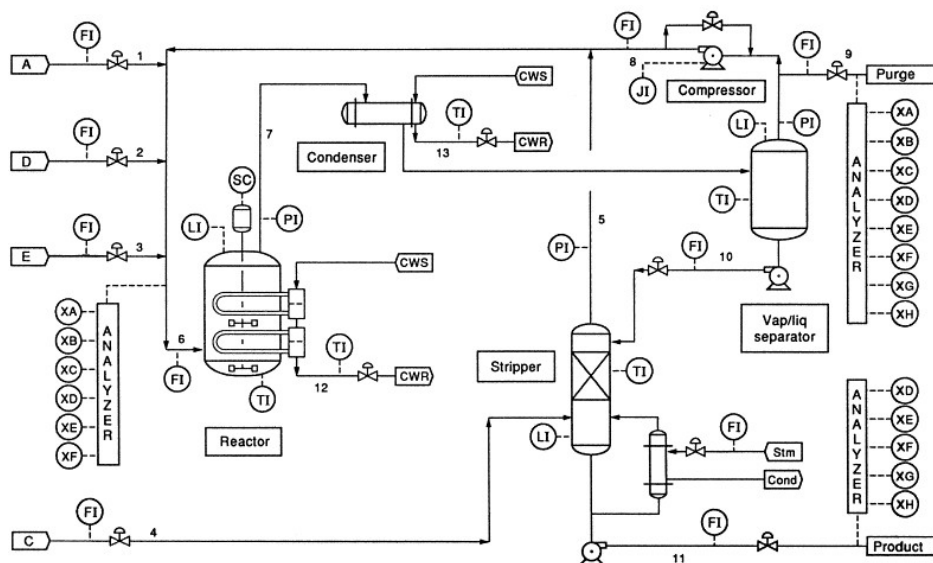 FI
FI
8
FI
9
A
1
JI
Compressor
Purge
CWS
7
TI
13
CWR
Condenser
LI
PI
XA
XB
XC
XD
XE
XF
XG
XH
ANALYZER
FI
D
2
SC
LI
PI
TI
5
PI
FI
10
Vap/liq
separator
FI
E
3
CWS
XA
XB
XC
XD
XE
XF
ANALYZER
6
FI
TI
12
CWR
TI
Reactor
Stripper
TI
LI
FI
Stm
Cond
XD
XE
XF
XG
XH
ANALYZER
FI
C
4
FI
11
Product